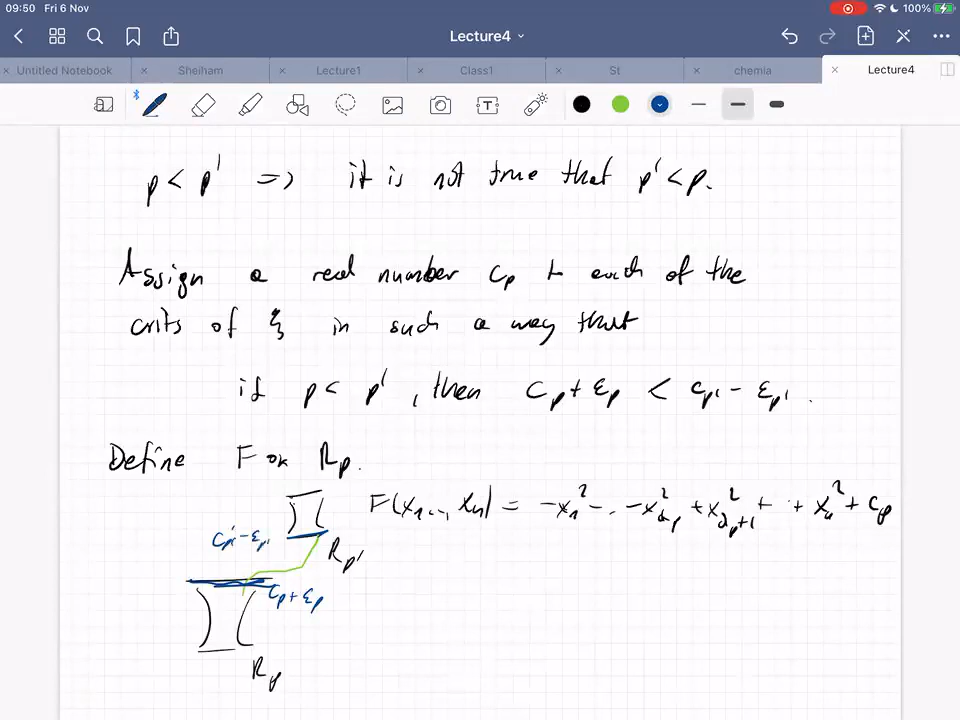 09:50 Fri 6 Nov
100%
Lecture4
Untitled Notebook
Sheiham
Lecture1
Class1
St
chemia
Lecture4
p < p' => it is not true that p' < p.
Assign a real number c_p to each of the
crits of ξ in such a way that
if p < p', then c_p + ε_p < c_p' - ε_p'.
Define F on R_p.
F(x_1 ..., x_n) = -x_1^2 - .. -x_{α_p}^2 + x_{α_p+1}^2 + .. + x_n^2 + c_p
c_p' - ε_p'
R_p'
c_p + ε_p
R_p